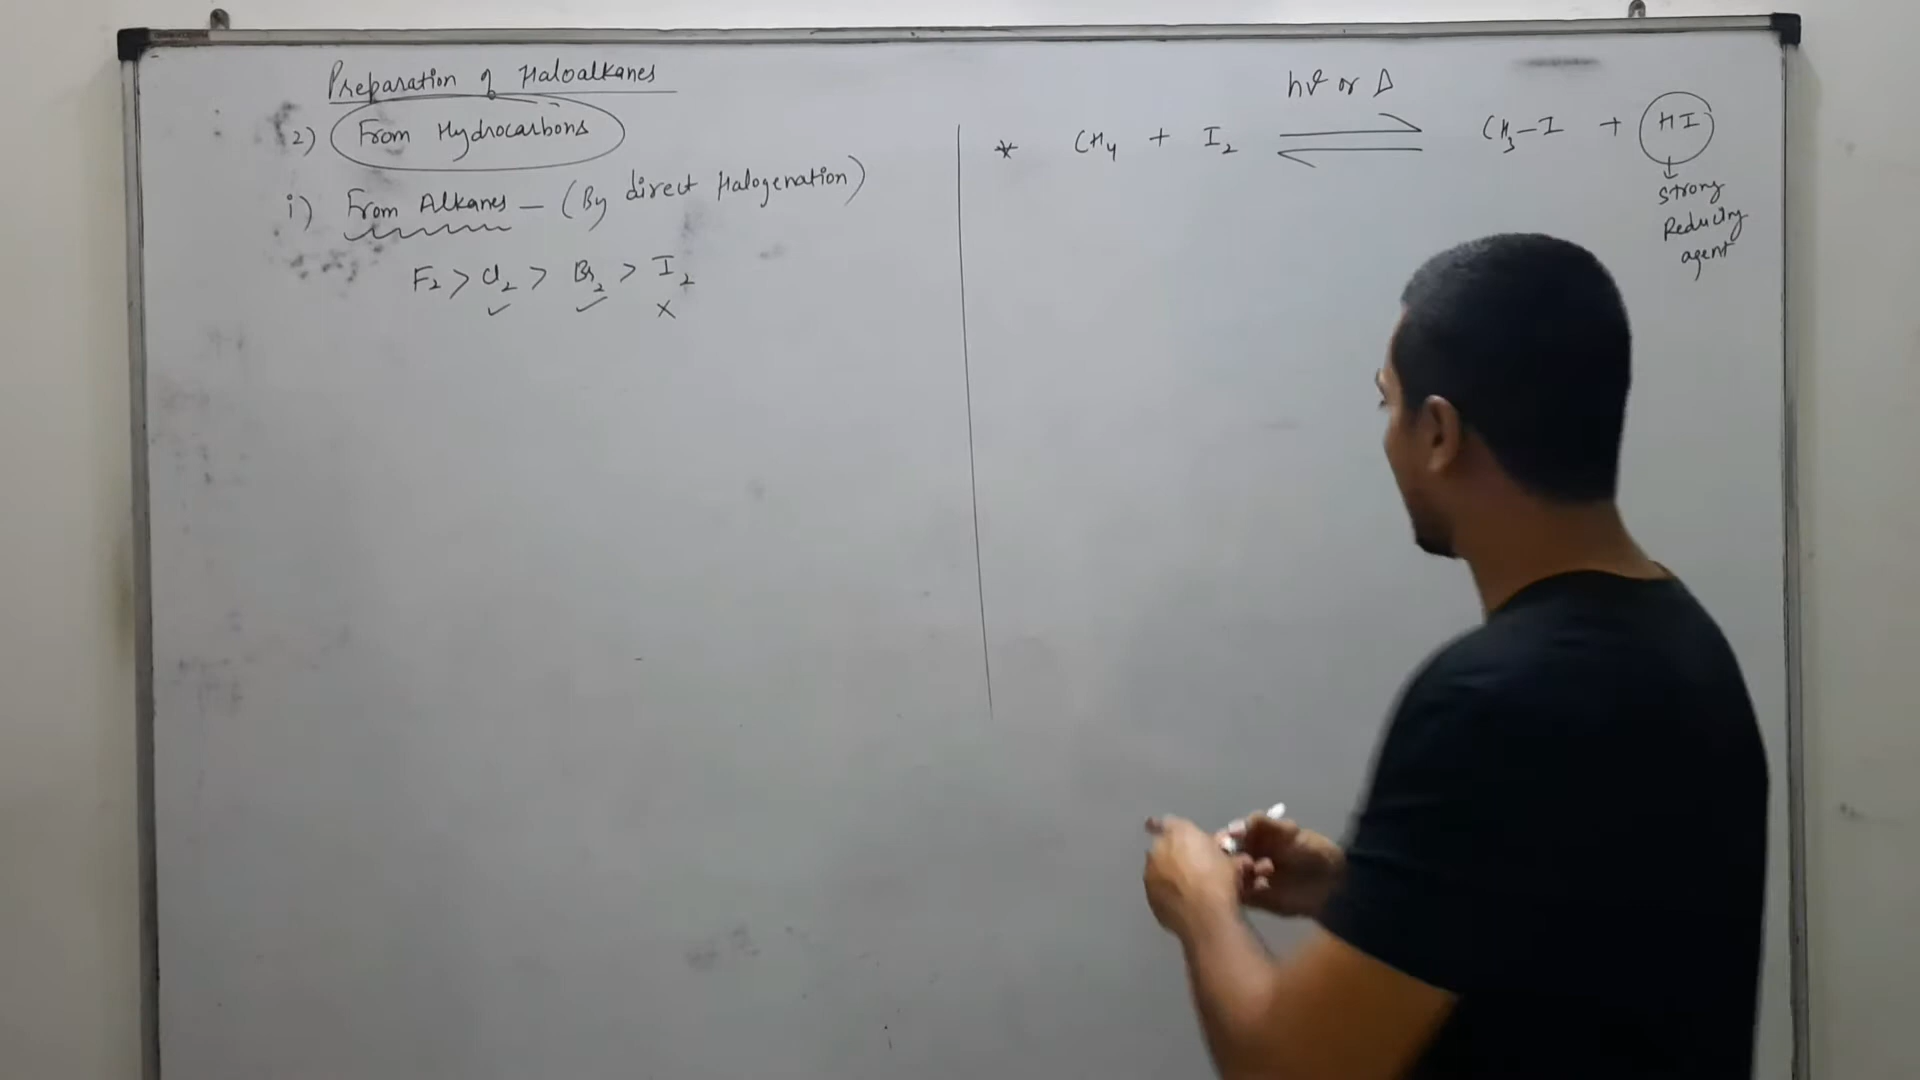 Preparation of Haloalkanes
2) From Hydrocarbons
i) From Alkanes — (By direct Halogenation)
F₂ > Cl₂ > Br₂ > I₂
✓ ✓ X
hν or Δ
* CH₄ + I₂ ⇌ CH₃–I + HI
↓
Strong
Reducing
agent